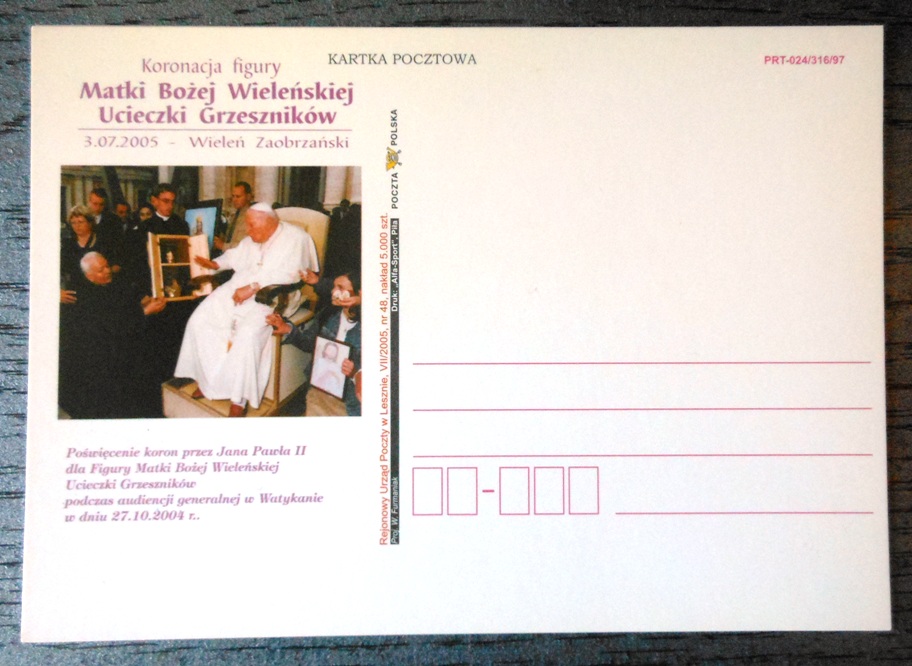 KARTKA POCZTOWA
PRT-024/316/97
Koronacja figury
Matki Bożej Wieleńskiej
Ucieczki Grzeszników
3.07.2005 - Wieleń Zaobrzański
Poświęcenie koron przez Jana Pawła II
dla Figury Matki Bożej Wieleńskiej
Ucieczki Grzeszników
podczas audiencji generalnej w Watykanie
w dniu 27.10.2004 r..
Rejonowy Urząd Poczty w Lesznie, VII/2005, nr 48, nakład 5.000 szt.
Proj. W. Furmaniak
Druk: „Alfa-Sport", Piła
POCZTA POLSKA